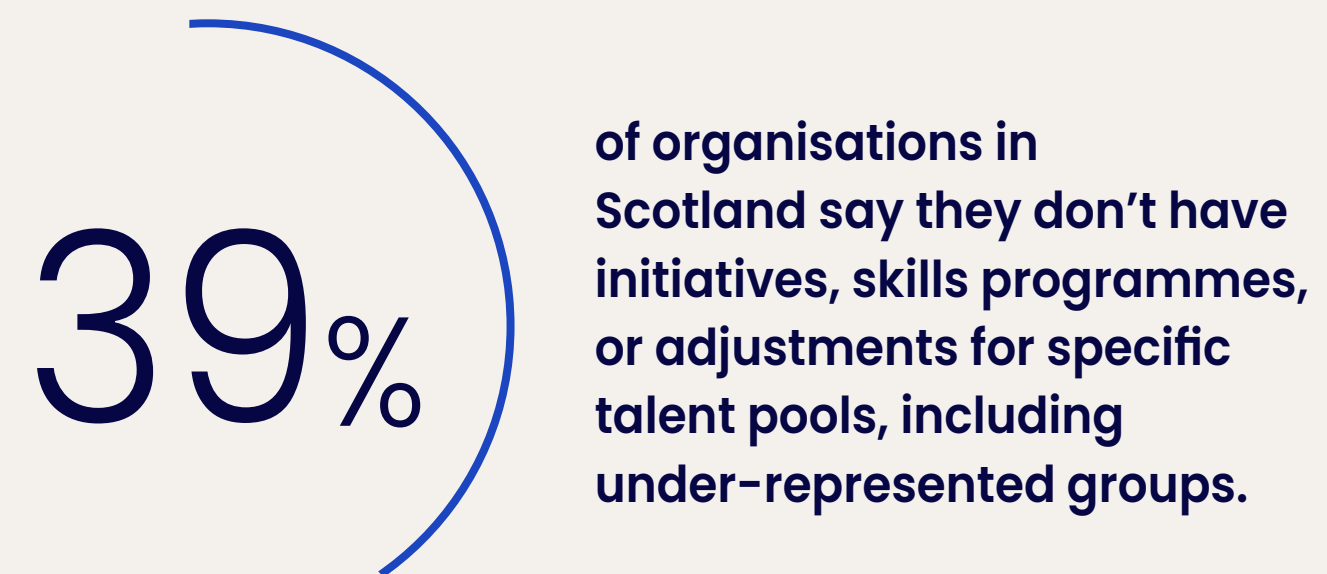 39%
of organisations in
Scotland say they don’t have
initiatives, skills programmes,
or adjustments for specific
talent pools, including
under-represented groups.